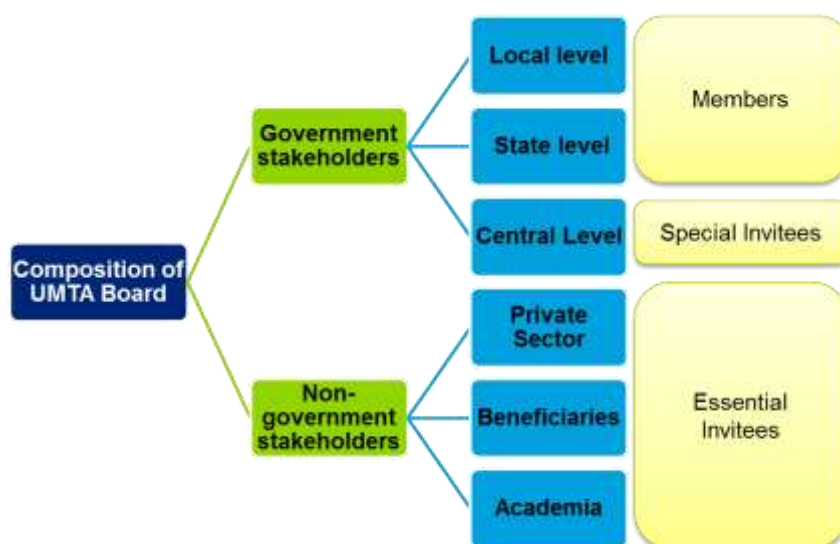 Composition of
UMTA Board
Government
stakeholders
Local level
State level
Members
Central Level
Special Invitees
Non-
government
stakeholders
Private
Sector
Beneficiaries
Academia
Essential
Invitees